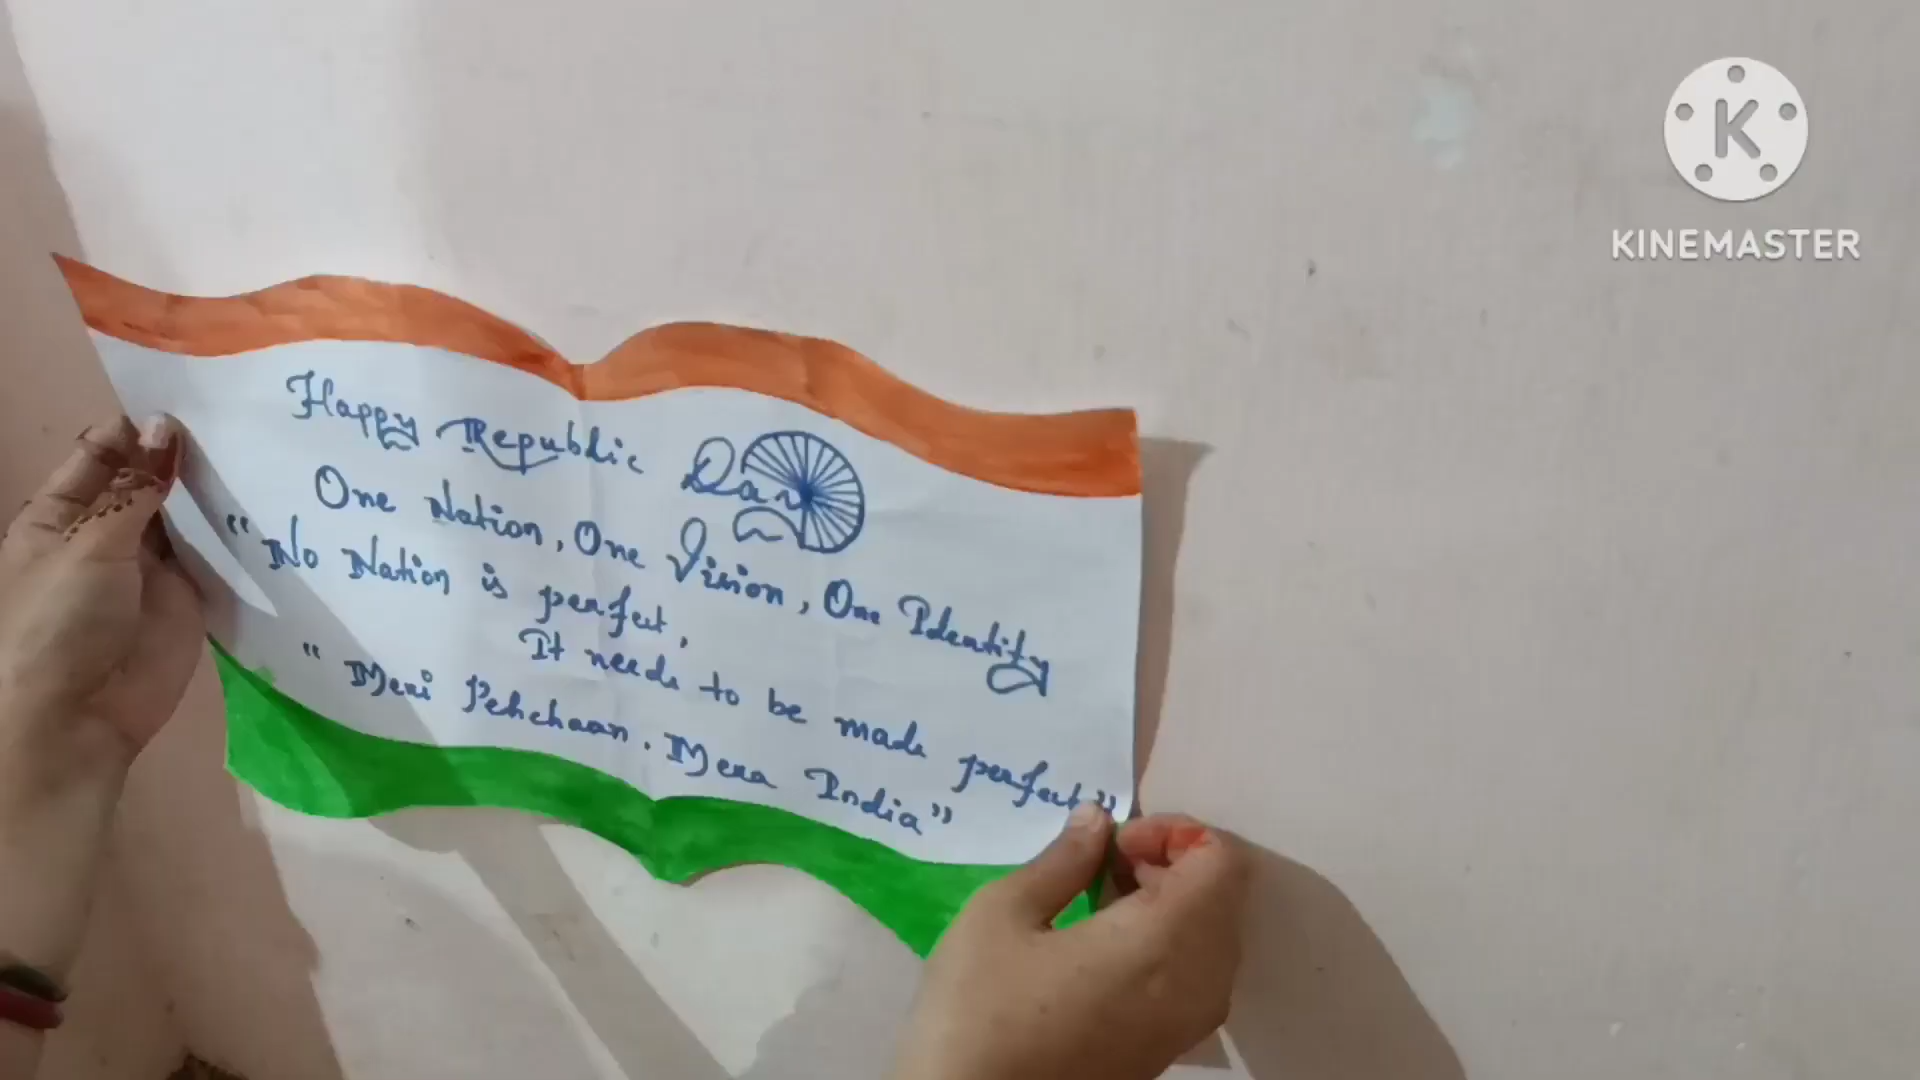 Happy Republic Day
One Nation, One Vision, One Identity
“ No Nation is perfect,
It needs to be made perfect”
“ Meri Pehchaan. Mera India”
K
KINEMASTER